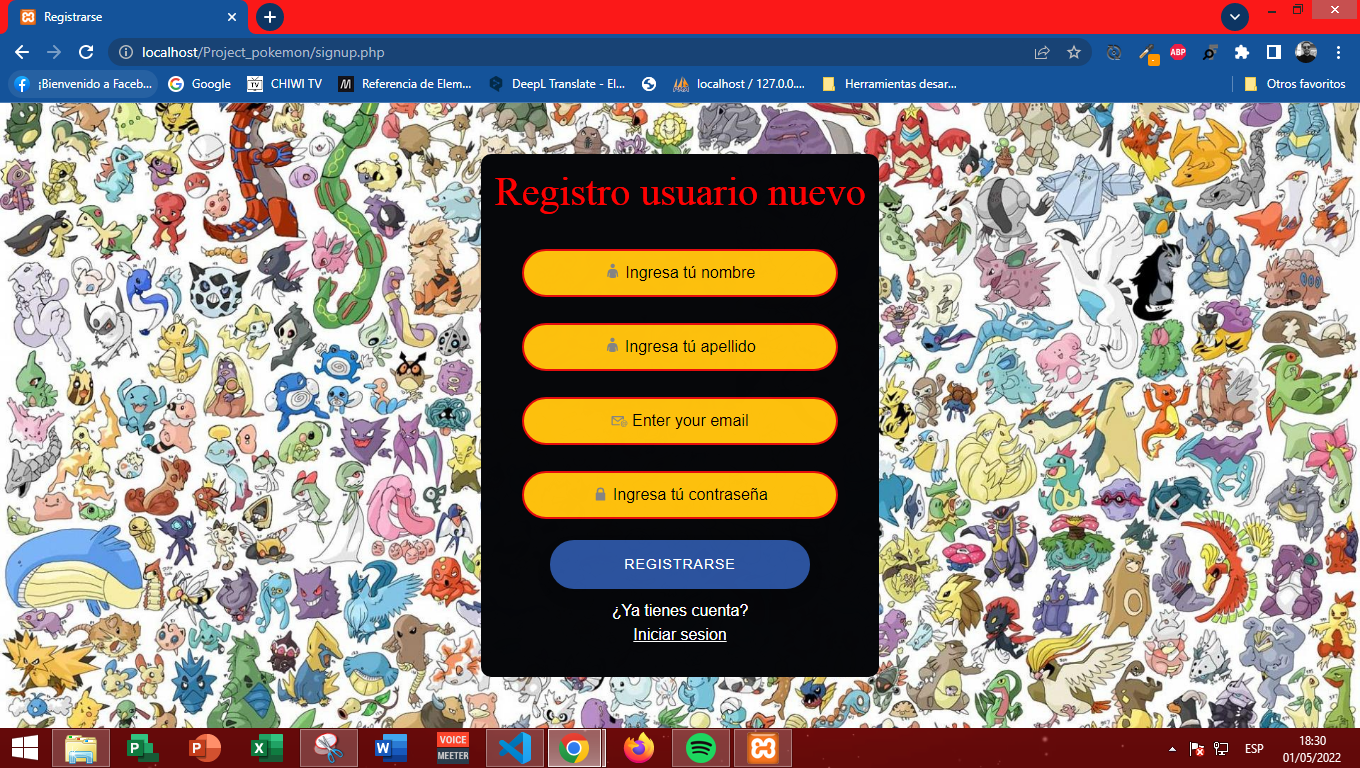 Registrarse
localhost/Project_pokemon/signup.php
ABP
¡Bienvenido a Faceb...
Google
TV
CHIWI TV
M
Referencia de Elem...
DeepL Translate - El...
localhost / 127.0.0....
Herramientas desar...
Otros favoritos
Registro usuario nuevo
Ingresa tú nombre
Ingresa tú apellido
Enter your email
Ingresa tú contraseña
REGISTRARSE
¿Ya tienes cuenta?
Iniciar sesion
VOICE
MEETER
ESP
18:30
01/05/2022